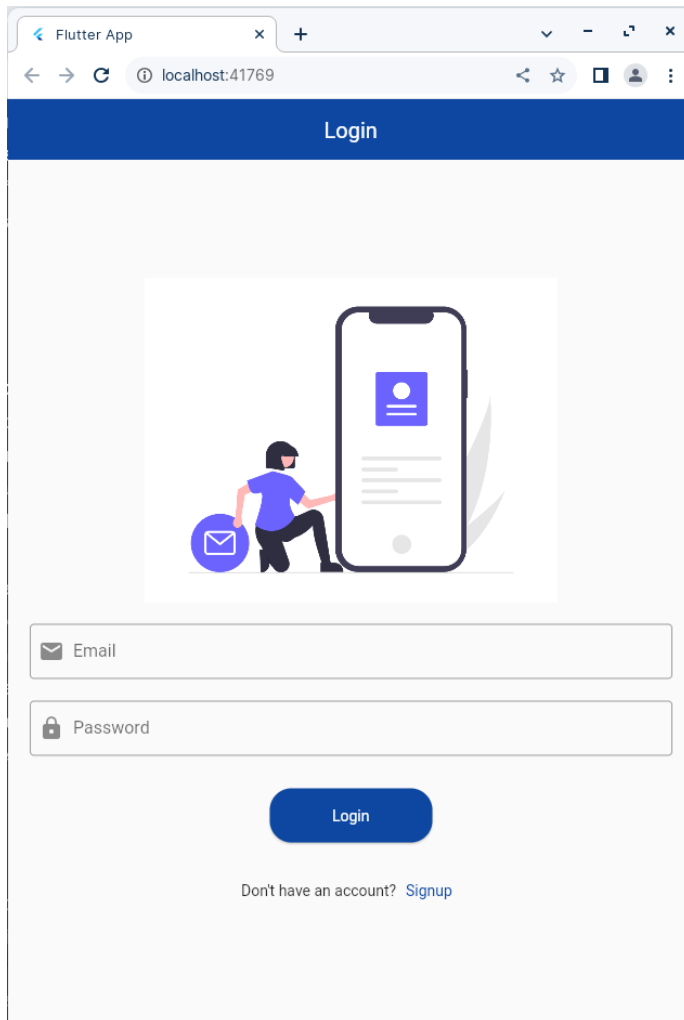 Flutter App
localhost:41769
Login
Email
Password
Login
Don't have an account? Signup